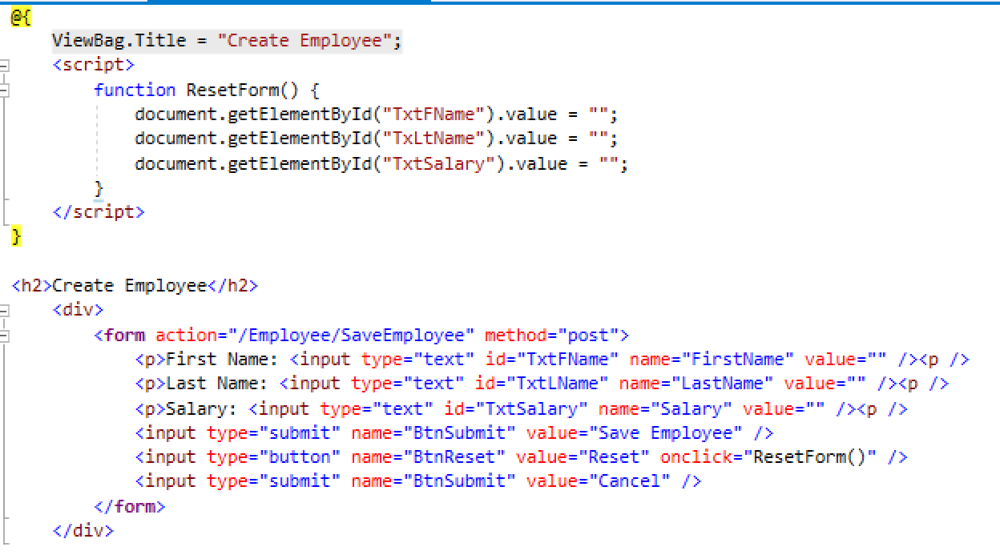 @{
    ViewBag.Title = "Create Employee";
    <script>
        function ResetForm() {
            document.getElementById("TxtFName").value = "";
            document.getElementById("TxLtName").value = "";
            document.getElementById("TxtSalary").value = "";
        }
    </script>
}

<h2>Create Employee</h2>
    <div>
        <form action="/Employee/SaveEmployee" method="post">
            <p>First Name: <input type="text" id="TxtFName" name="FirstName" value="" /><p />
            <p>Last Name: <input type="text" id="TxtLName" name="LastName" value="" /><p />
            <p>Salary: <input type="text" id="TxtSalary" name="Salary" value="" /><p />
            <input type="submit" name="BtnSubmit" value="Save Employee" />
            <input type="button" name="BtnReset" value="Reset" onclick="ResetForm()" />
            <input type="submit" name="BtnSubmit" value="Cancel" />
        </form>
    </div>